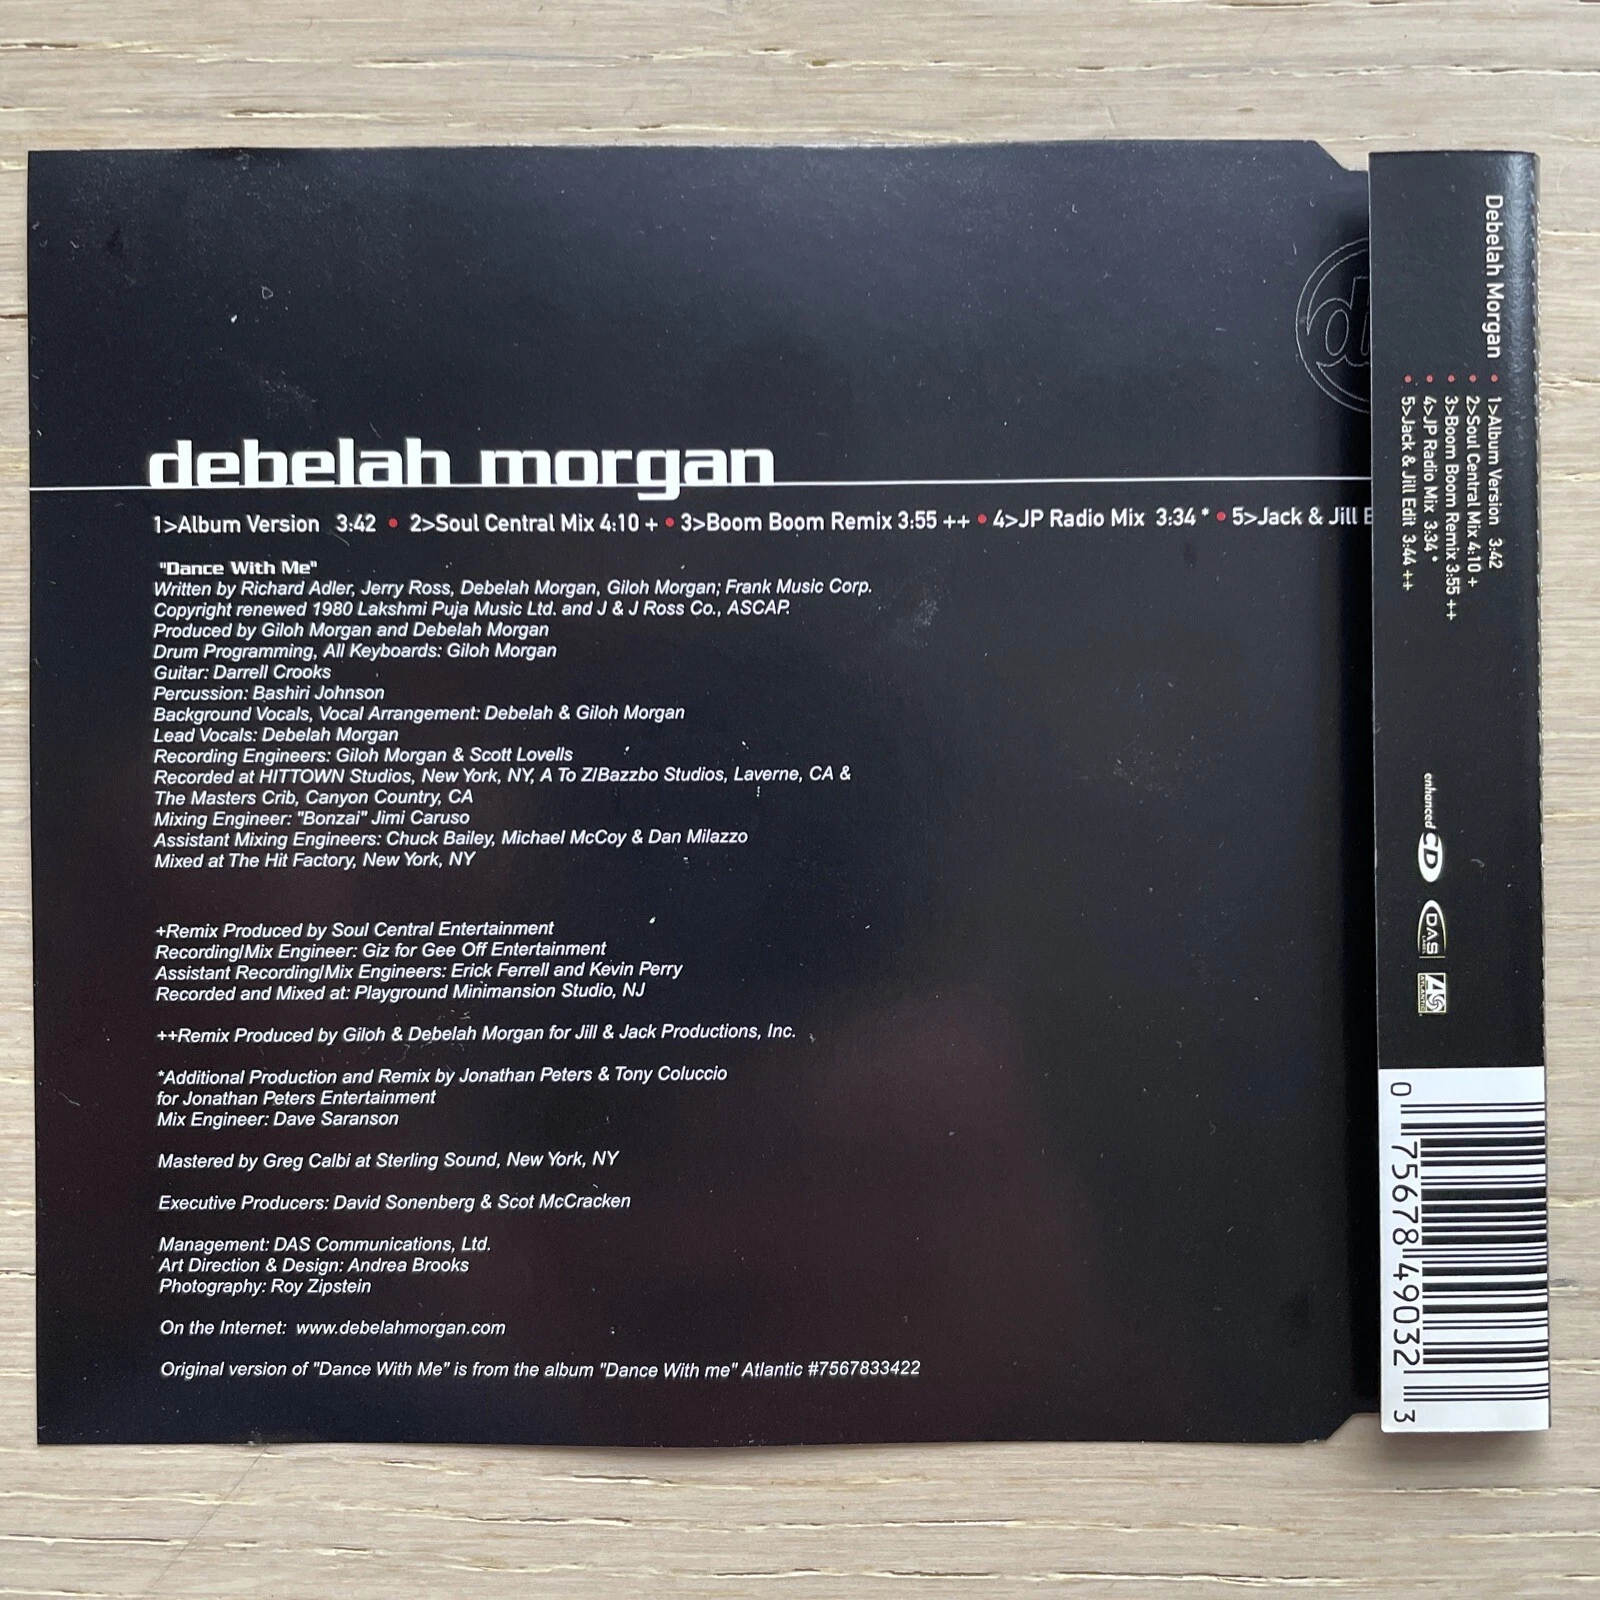 debelah morgan
1>Album Version 3:42 • 2>Soul Central Mix 4:10 + • 3>Boom Boom Remix 3:55 ++ • 4>JP Radio Mix 3:34 * • 5>Jack & Jill E
"Dance With Me"
Written by Richard Adler, Jerry Ross, Debelah Morgan, Giloh Morgan; Frank Music Corp.
Copyright renewed 1980 Lakshmi Puja Music Ltd. and J & J Ross Co., ASCAP.
Produced by Giloh Morgan and Debelah Morgan
Drum Programming, All Keyboards: Giloh Morgan
Guitar: Darrell Crooks
Percussion: Bashiri Johnson
Background Vocals, Vocal Arrangement: Debelah & Giloh Morgan
Lead Vocals: Debelah Morgan
Recording Engineers: Giloh Morgan & Scott Lovells
Recorded at HITTOWN Studios, New York, NY, A To Z/Bazzbo Studios, Laverne, CA &
The Masters Crib, Canyon Country, CA
Mixing Engineer: "Bonzai" Jimi Caruso
Assistant Mixing Engineers: Chuck Bailey, Michael McCoy & Dan Milazzo
Mixed at The Hit Factory, New York, NY
+Remix Produced by Soul Central Entertainment
Recording/Mix Engineer: Giz for Gee Off Entertainment
Assistant Recording/Mix Engineers: Erick Ferrell and Kevin Perry
Recorded and Mixed at: Playground Minimansion Studio, NJ
++Remix Produced by Giloh & Debelah Morgan for Jill & Jack Productions, Inc.
*Additional Production and Remix by Jonathan Peters & Tony Coluccio
for Jonathan Peters Entertainment
Mix Engineer: Dave Saranson
Mastered by Greg Calbi at Sterling Sound, New York, NY
Executive Producers: David Sonenberg & Scot McCracken
Management: DAS Communications, Ltd.
Art Direction & Design: Andrea Brooks
Photography: Roy Zipstein
On the Internet: www.debelahmorgan.com
Original version of "Dance With Me" is from the album "Dance With me" Atlantic #7567833422
Debelah Morgan • 1>Album Version 3:42
• 2>Soul Central Mix 4:10 +
• 3>Boom Boom Remix 3:55 ++
• 4>JP Radio Mix 3:34 *
• 5>Jack & Jill Edit 3:44 ++
enhanced CD
DAS
LABEL
ATLANTIC
0 75678 49032 3